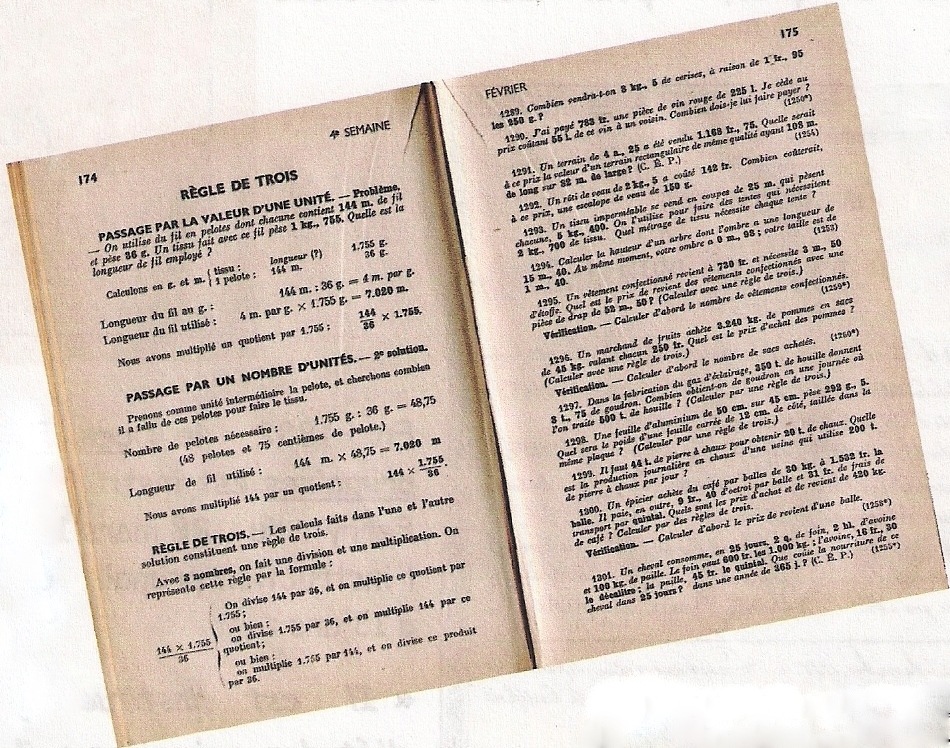 174
4e SEMAINE
RÈGLE DE TROIS
PASSAGE PAR LA VALEUR D'UNE UNITÉ. — Problème.
— On utilise du fil en pelotes dont chacune contient 144 m. de fil
et pèse 36 g. Un tissu fait avec ce fil pèse 1 kg., 755. Quelle est la
longueur de fil employé ?
Calculons en g. et m. { tissu : longueur (?) 1.755 g.
1 pelote : 144 m. 36 g.
Longueur du fil au g. : 144 m. : 36 g. = 4 m. par g.
Longueur du fil utilisé : 4 m. par g. × 1.755 g. = 7.020 m.
Nous avons multiplié un quotient par 1.755 : 144/36 × 1.755.
PASSAGE PAR UN NOMBRE D'UNITÉS. — 2e solution.
Prenons comme unité intermédiaire la pelote, et cherchons combien
il a fallu de ces pelotes pour faire le tissu.
Nombre de pelotes nécessaire : 1.755 g. : 36 g. = 48,75
(48 pelotes et 75 centièmes de pelote.)
Longueur de fil utilisé : 144 m. × 48,75 = 7.020 m
Nous avons multiplié 144 par un quotient : 144 × 1.755/36.
RÈGLE DE TROIS. — Les calculs faits dans l'une et l'autre
solution constituent une règle de trois.
Avec 3 nombres, on fait une division et une multiplication. On
représente cette règle par la formule :
144 × 1.755/36 { On divise 144 par 36, et on multiplie ce quotient par
1.755;
ou bien :
on divise 1.755 par 36, et on multiplie 144 par ce
quotient;
ou bien :
on multiplie 1.755 par 144, et on divise ce produit
par 36.
175
FÉVRIER
1289. Combien vendra-t-on 8 kg., 5 de cerises, à raison de 1 fr., 95
les 250 g. ?
1290. J'ai payé 783 fr. une pièce de vin rouge de 225 l. Je cède au
prix coûtant 55 l. de ce vin à un voisin. Combien dois-je lui faire payer ?
(1250*)
1291. Un terrain de 4 a., 25 a été vendu 1.168 fr., 75. Quelle serait
à ce prix la valeur d'un terrain rectangulaire de même qualité ayant 108 m.
de long sur 32 m. de large ? (C. É. P.) (1254)
1292. Un rôti de veau de 2 kg., 5 a coûté 142 fr. Combien coûterait,
à ce prix, une escalope de veau de 150 g.
1293. Un tissu imperméable se vend en coupes de 25 m. qui pèsent
chacune, 5 kg., 400. On l'utilise pour faire des tentes qui nécessitent
2 kg., 700 de tissu. Quel métrage de tissu nécessite chaque tente ?
1294. Calculer la hauteur d'un arbre dont l'ombre a une longueur de
15 m., 40. Au même moment, votre ombre a 0 m., 98 ; votre taille est de
1 m., 40. (1253)
1295. Un vêtement confectionné revient à 730 fr. et nécessite 3 m., 50
d'étoffe. Quel est le prix de revient des vêtements confectionnés avec une
pièce de drap de 52 m. 50 ? (Calculer avec une règle de trois.)
Vérification. — Calculer d'abord le nombre de vêtements confectionnés.
(1259*)
1296. Un marchand de fruits achète 3.240 kg. de pommes en sacs
de 45 kg. valant chacun 250 fr. Quel est le prix d'achat des pommes ?
(Calculer avec une règle de trois.)
Vérification. — Calculer d'abord le nombre de sacs achetés. (1260*)
1297. Dans la fabrication du gaz d'éclairage, 350 t. de houille donnent
8 t., 75 de goudron. Combien obtient-on de goudron en une journée où
l'on traite 500 t. de houille ? (Calculer par une règle de trois.)
1298. Une feuille d'aluminium de 50 cm. sur 45 cm. pèse 292 g., 5.
Quel sera le poids d'une feuille carrée de 12 cm. de côté, taillée dans la
même plaque ? (Calculer par une règle de trois.)
1299. Il faut 44 t. de pierre à chaux pour obtenir 20 t. de chaux. Quelle
est la production journalière en chaux d'une usine qui utilise 200 t.
de pierre à chaux par jour ?
1300. Un épicier achète du café par balles de 30 kg. à 1.532 fr. la
balle. Il paie, en outre, 9 fr., 40 d'octroi par balle et 31 fr. de frais de
transport par quintal. Quels sont les prix d'achat et de revient de 420 kg.
de café ? Calculer par des règles de trois.
Vérification. — Calculer d'abord le prix de revient d'une balle.
(1258*)
1301. Un cheval consomme, en 25 jours, 2 q. de foin, 2 hl. d'avoine
et 100 kg. de paille. Le foin vaut 600 fr. les 1.000 kg. ; l'avoine, 16 fr., 30
le décalitre ; la paille, 45 fr. le quintal. Que coûte la nourriture de ce
cheval dans 25 jours ? dans une année de 365 j. ? (C. É. P.) (1255*)